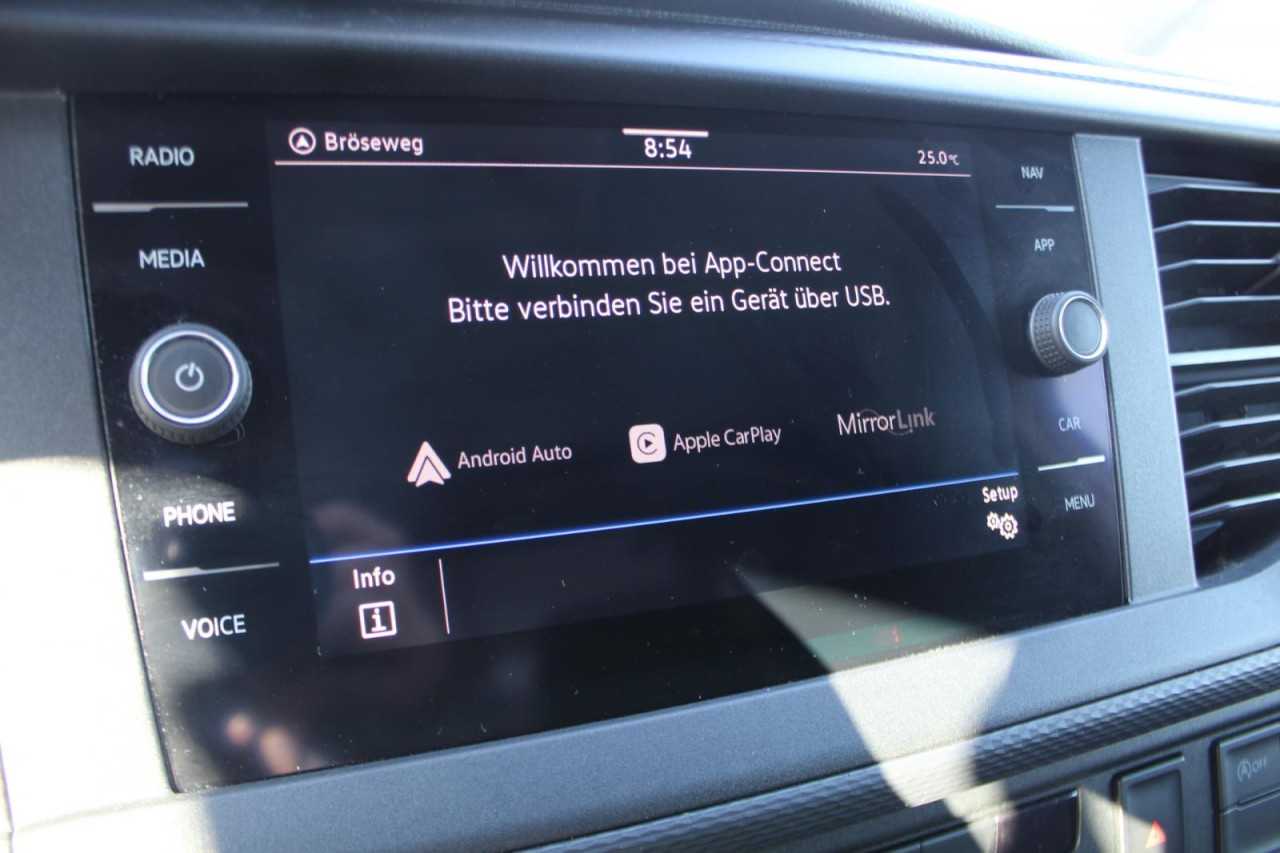 RADIO
MEDIA
PHONE
VOICE
Bröseweg
8:54
25.0°C
Willkommen bei App-Connect
Bitte verbinden Sie ein Gerät über USB.
Android Auto
Apple CarPlay
MirrorLink
Setup
Info
NAV
APP
CAR
MENU
OFF